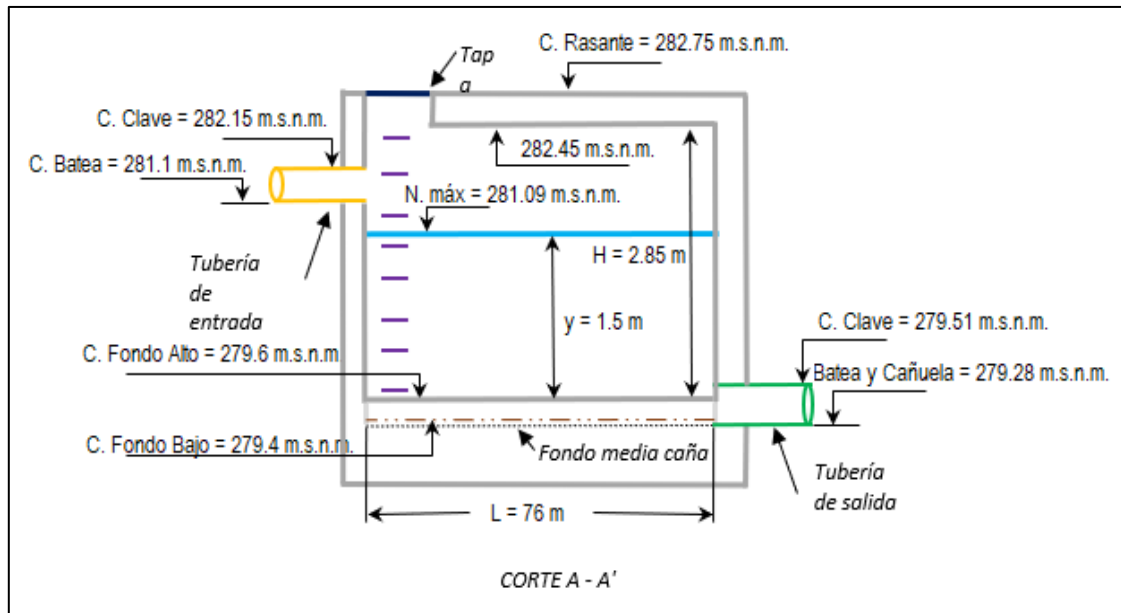 C. Rasante = 282.75 m.s.n.m.
Tap
a
C. Clave = 282.15 m.s.n.m.
282.45 m.s.n.m.
C. Batea = 281.1 m.s.n.m.
N. máx = 281.09 m.s.n.m.
H = 2.85 m
Tubería
de
entrada
y = 1.5 m
C. Clave = 279.51 m.s.n.m.
C. Fondo Alto = 279.6 m.s.n.m
Batea y Cañuela = 279.28 m.s.n.m.
C. Fondo Bajo = 279.4 m.s.n.m.
Fondo media caña
Tubería
de salida
L = 76 m
CORTE A - A'